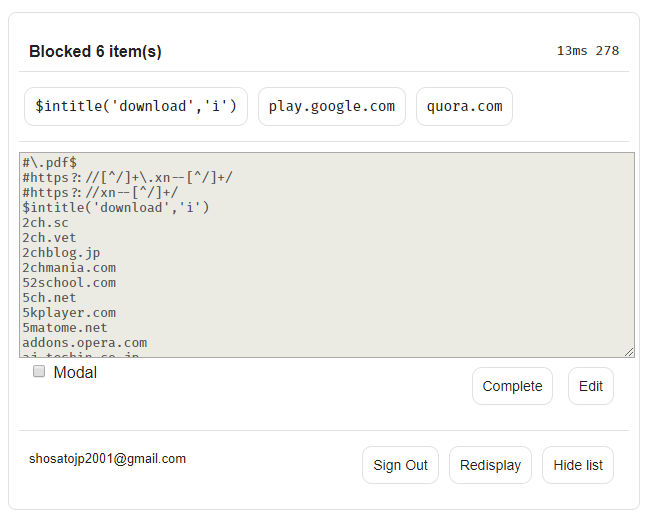 Blocked 6 item(s)
13ms 278
$intitle('download','i')
play.google.com
quora.com
#\.pdf$
#https?://[^/]+\.xn--[^/]+/
#https?://xn--[^/]+/
$intitle('download','i')
2ch.sc
2ch.vet
2chblog.jp
2chmania.com
52school.com
5ch.net
5kplayer.com
5matome.net
addons.opera.com
Modal
Complete
Edit
shosatojp2001@gmail.com
Sign Out
Redisplay
Hide list